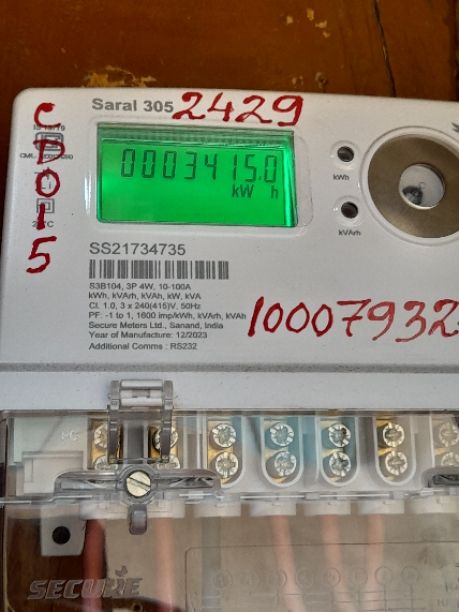 Saral 305 2429
CP015
0003415.0
kW h
kWh
kVArh
SS21734735
S3B104, 3P 4W, 10-100A
kWh, kVArh, kVAh, kW, kVA
Cl. 1.0, 3 x 240(415)V, 50Hz
PF: -1 to 1, 1600 imp/kWh, kVArh, kVAh
Secure Meters Ltd., Sanand, India
Year of Manufacture: 12/2023
Additional Comms : RS232
10007932
SECURE